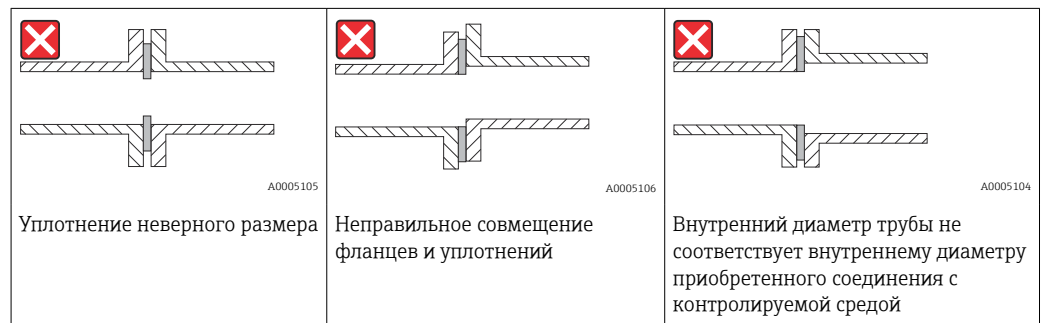 A0005105
A0005106
A0005104
Уплотнение неверного размера
Неправильное совмещение
фланцев и уплотнений
Внутренний диаметр трубы не
соответствует внутреннему диаметру
приобретенного соединения с
контролируемой средой